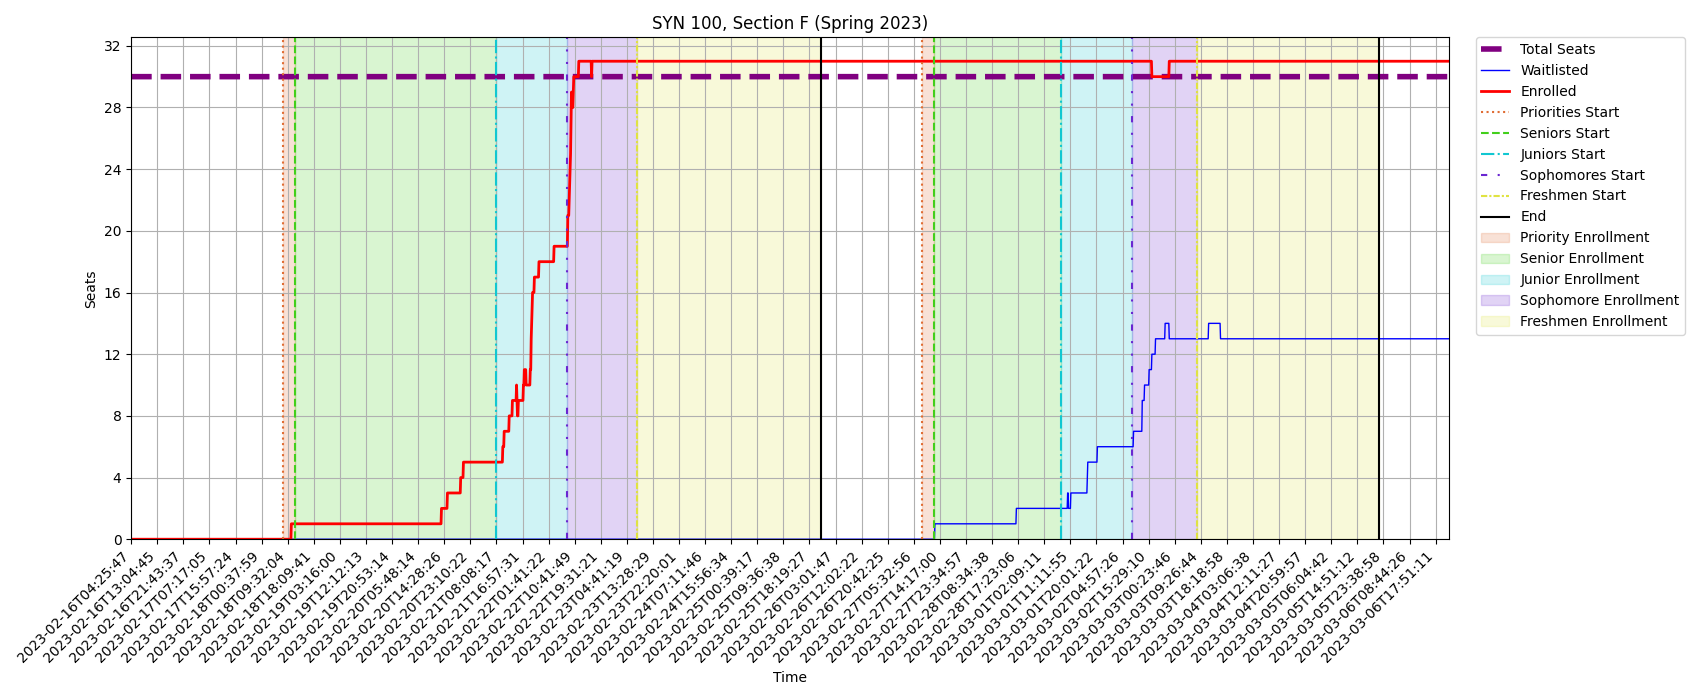 SYN 100, Section F (Spring 2023)
Seats
32
28
24
20
16
12
8
4
0
2023-02-16T04:25:47
2023-02-16T13:04:45
2023-02-16T21:43:37
2023-02-17T07:17:05
2023-02-17T15:57:24
2023-02-18T00:37:59
2023-02-18T09:32:04
2023-02-18T18:09:41
2023-02-19T03:16:00
2023-02-19T12:12:13
2023-02-19T20:53:14
2023-02-20T05:48:14
2023-02-20T14:28:26
2023-02-20T23:10:22
2023-02-21T08:08:17
2023-02-21T16:57:31
2023-02-22T01:41:22
2023-02-22T10:41:49
2023-02-22T19:31:21
2023-02-23T04:41:19
2023-02-23T13:28:29
2023-02-23T22:20:01
2023-02-24T07:11:46
2023-02-24T15:56:34
2023-02-25T00:39:17
2023-02-25T09:36:38
2023-02-25T18:19:27
2023-02-26T03:01:47
2023-02-26T12:02:22
2023-02-26T20:42:25
2023-02-27T05:32:56
2023-02-27T14:17:00
2023-02-27T23:34:57
2023-02-28T08:34:38
2023-02-28T17:23:06
2023-03-01T02:09:11
2023-03-01T11:11:55
2023-03-01T20:01:22
2023-03-02T04:57:26
2023-03-02T15:29:10
2023-03-03T00:23:46
2023-03-03T09:26:44
2023-03-03T18:18:58
2023-03-04T03:06:38
2023-03-04T12:11:27
2023-03-04T20:59:57
2023-03-05T06:04:42
2023-03-05T14:51:12
2023-03-05T23:38:58
2023-03-06T08:44:26
2023-03-06T17:51:11
Time
Total Seats
Waitlisted
Enrolled
Priorities Start
Seniors Start
Juniors Start
Sophomores Start
Freshmen Start
End
Priority Enrollment
Senior Enrollment
Junior Enrollment
Sophomore Enrollment
Freshmen Enrollment